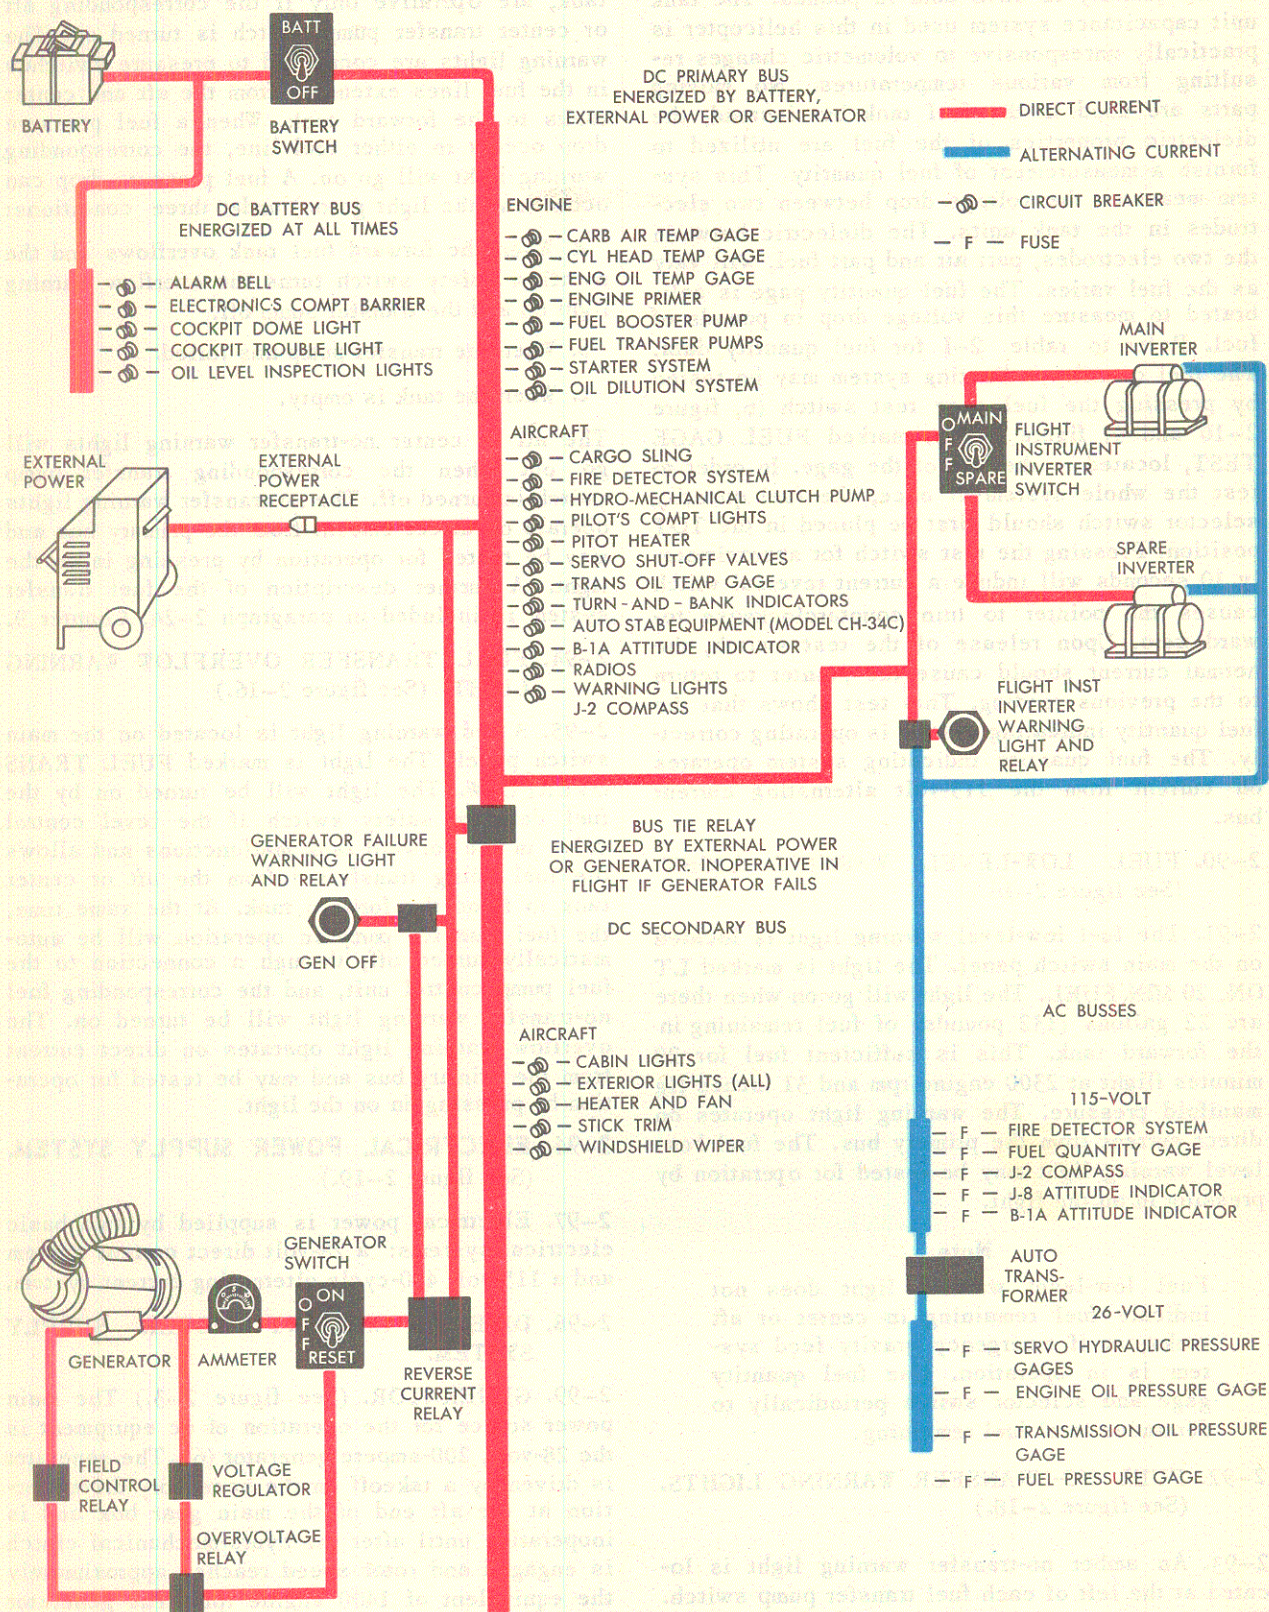 BATT
OFF
BATTERY
BATTERY
SWITCH
DC PRIMARY BUS
ENERGIZED BY BATTERY,
EXTERNAL POWER OR GENERATOR
DIRECT CURRENT
ALTERNATING CURRENT
CIRCUIT BREAKER
F FUSE
DC BATTERY BUS
ENERGIZED AT ALL TIMES
ALARM BELL
ELECTRONICS COMPT BARRIER
COCKPIT DOME LIGHT
COCKPIT TROUBLE LIGHT
OIL LEVEL INSPECTION LIGHTS
ENGINE
CARB AIR TEMP GAGE
CYL HEAD TEMP GAGE
ENG OIL TEMP GAGE
ENGINE PRIMER
FUEL BOOSTER PUMP
FUEL TRANSFER PUMPS
STARTER SYSTEM
OIL DILUTION SYSTEM
MAIN
INVERTER
MAIN
OFF
SPARE
FLIGHT
INSTRUMENT
INVERTER
SWITCH
SPARE
INVERTER
EXTERNAL
POWER
EXTERNAL
POWER
RECEPTACLE
AIRCRAFT
CARGO SLING
FIRE DETECTOR SYSTEM
HYDRO-MECHANICAL CLUTCH PUMP
PILOT'S COMPT LIGHTS
PITOT HEATER
SERVO SHUT-OFF VALVES
TRANS OIL TEMP GAGE
TURN-AND-BANK INDICATORS
AUTO STAB EQUIPMENT (MODEL CH-34C)
B-1A ATTITUDE INDICATOR
RADIOS
WARNING LIGHTS
J-2 COMPASS
FLIGHT INST
INVERTER
WARNING
LIGHT AND
RELAY
BUS TIE RELAY
ENERGIZED BY EXTERNAL POWER
OR GENERATOR. INOPERATIVE IN
FLIGHT IF GENERATOR FAILS
GENERATOR FAILURE
WARNING LIGHT
AND RELAY
GEN OFF
DC SECONDARY BUS
AIRCRAFT
CABIN LIGHTS
EXTERIOR LIGHTS (ALL)
HEATER AND FAN
STICK TRIM
WINDSHIELD WIPER
AC BUSSES
115-VOLT
F FIRE DETECTOR SYSTEM
F FUEL QUANTITY GAGE
F J-2 COMPASS
F J-8 ATTITUDE INDICATOR
F B-1A ATTITUDE INDICATOR
AUTO
TRANS-
FORMER
26-VOLT
F SERVO HYDRAULIC PRESSURE
GAGES
F ENGINE OIL PRESSURE GAGE
F TRANSMISSION OIL PRESSURE
GAGE
F FUEL PRESSURE GAGE
GENERATOR
SWITCH
ON
OFF
RESET
GENERATOR
AMMETER
REVERSE
CURRENT
RELAY
FIELD
CONTROL
RELAY
VOLTAGE
REGULATOR
OVERVOLTAGE
RELAY